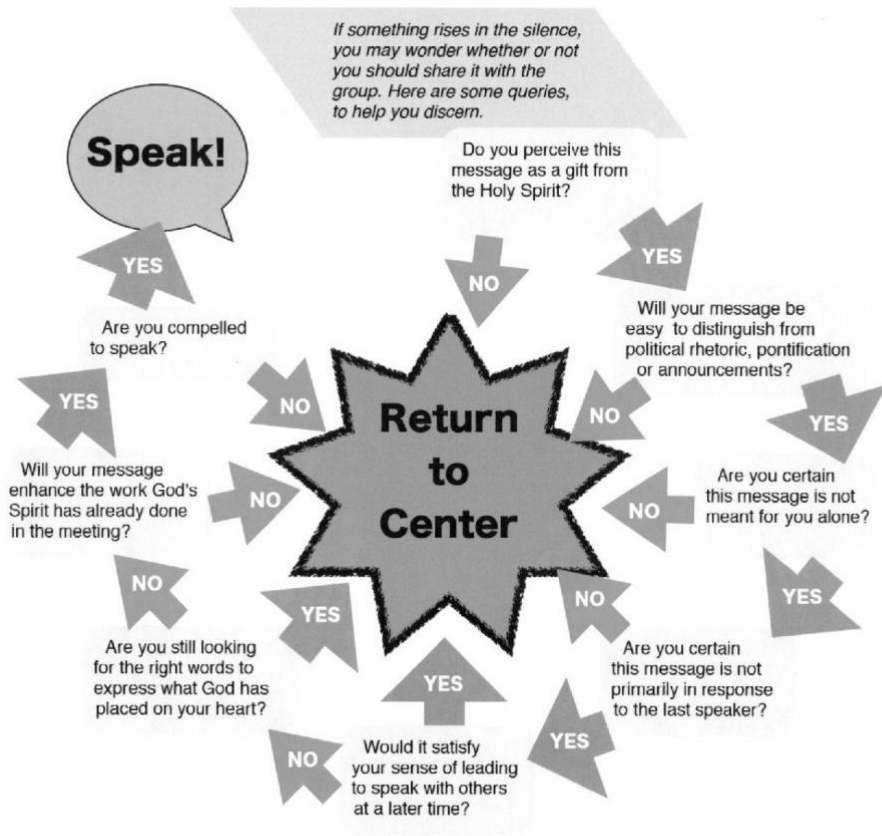 If something rises in the silence,
you may wonder whether or not
you should share it with the
group. Here are some queries,
to help you discern.
Do you perceive this
message as a gift from
the Holy Spirit?
NO
YES
Will your message be
easy to distinguish from
political rhetoric, pontification
or announcements?
NO
YES
Are you certain
this message is not
meant for you alone?
NO
YES
Are you certain
this message is not
primarily in response
to the last speaker?
NO
YES
Would it satisfy
your sense of leading
to speak with others
at a later time?
YES
NO
Are you still looking
for the right words to
express what God has
placed on your heart?
YES
NO
Will your message
enhance the work God's
Spirit has already done
in the meeting?
NO
YES
Are you compelled
to speak?
NO
YES
Speak!
Return
to
Center